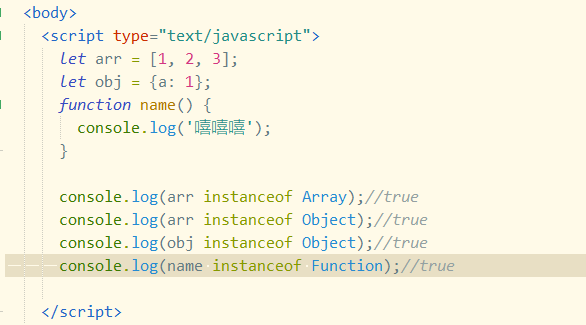 <body>
<script type="text/javascript">
let arr = [1, 2, 3];
let obj = {a: 1};
function name() {
console.log('嘻嘻嘻');
}
console.log(arr instanceof Array);//true
console.log(arr instanceof Object);//true
console.log(obj instanceof Object);//true
console.log(name instanceof Function);//true
</script>